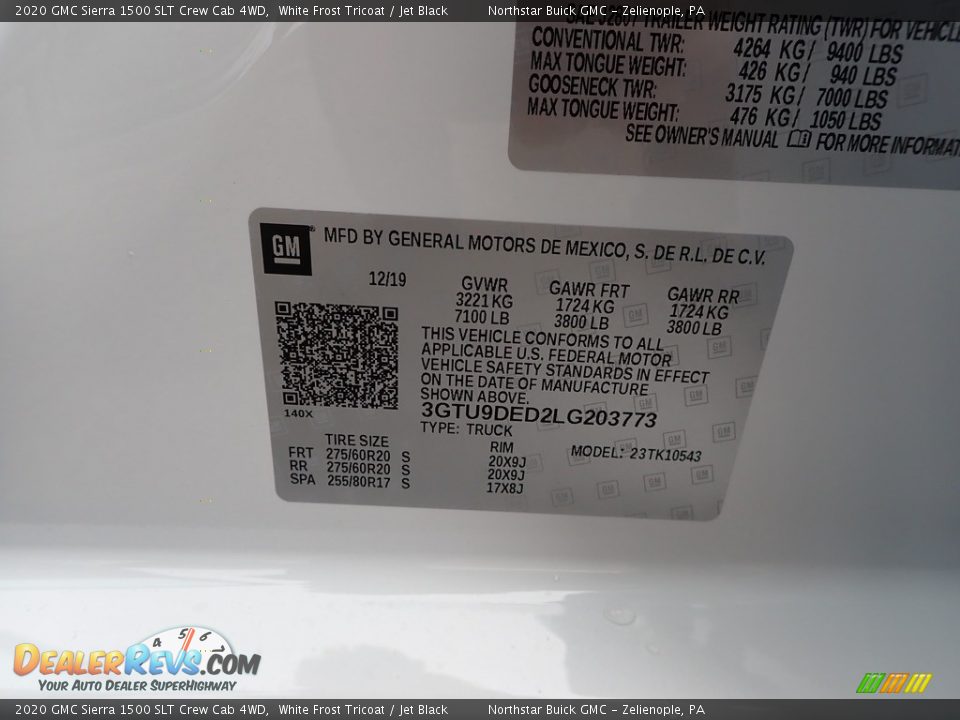 2020 GMC Sierra 1500 SLT Crew Cab 4WD, White Frost Tricoat / Jet Black Northstar Buick GMC - Zelienople, PA
SAE J2807 TRAILER WEIGHT RATING (TWR) FOR VEHICLE
CONVENTIONAL TWR: 4264 KG/ 9400 LBS
MAX TONGUE WEIGHT: 426 KG/ 940 LBS
GOOSENECK TWR: 3175 KG/ 7000 LBS
MAX TONGUE WEIGHT: 476 KG/ 1050 LBS
SEE OWNER'S MANUAL FOR MORE INFORMAT
GM
MFD BY GENERAL MOTORS DE MEXICO, S. DE R.L. DE C.V.
12/19
GVWR GAWR FRT GAWR RR
3221 KG 1724 KG 1724 KG
7100 LB 3800 LB 3800 LB
THIS VEHICLE CONFORMS TO ALL
APPLICABLE U.S. FEDERAL MOTOR
VEHICLE SAFETY STANDARDS IN EFFECT
ON THE DATE OF MANUFACTURE
SHOWN ABOVE.
140X
3GTU9DED2LG203773
TYPE: TRUCK
MODEL: 23TK10543
TIRE SIZE RIM
FRT 275/60R20 S 20X9J
RR 275/60R20 S 20X9J
SPA 255/80R17 S 17X8J
4 5 6
DEALERREVS.COM
YOUR AUTO DEALER SUPERHIGHWAY
2020 GMC Sierra 1500 SLT Crew Cab 4WD, White Frost Tricoat / Jet Black Northstar Buick GMC - Zelienople, PA